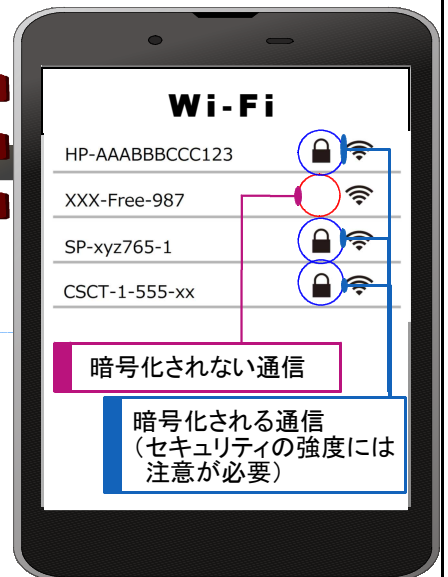 Wi-Fi
HP-AAABBBCCC123
XXX-Free-987
SP-xyz765-1
CSCT-1-555-xx
暗号化されない通信
暗号化される通信
（セキュリティの強度には
注意が必要）